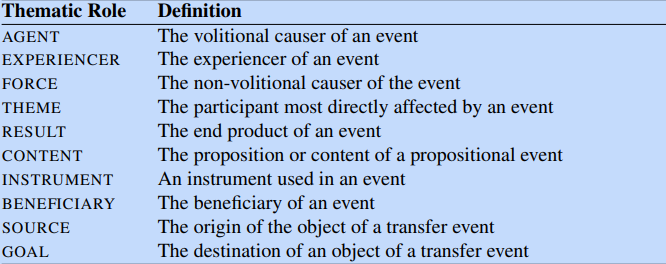 Thematic Role Definition
AGENT The volitional causer of an event
EXPERIENCER The experiencer of an event
FORCE The non-volitional causer of the event
THEME The participant most directly affected by an event
RESULT The end product of an event
CONTENT The proposition or content of a propositional event
INSTRUMENT An instrument used in an event
BENEFICIARY The beneficiary of an event
SOURCE The origin of the object of a transfer event
GOAL The destination of an object of a transfer event